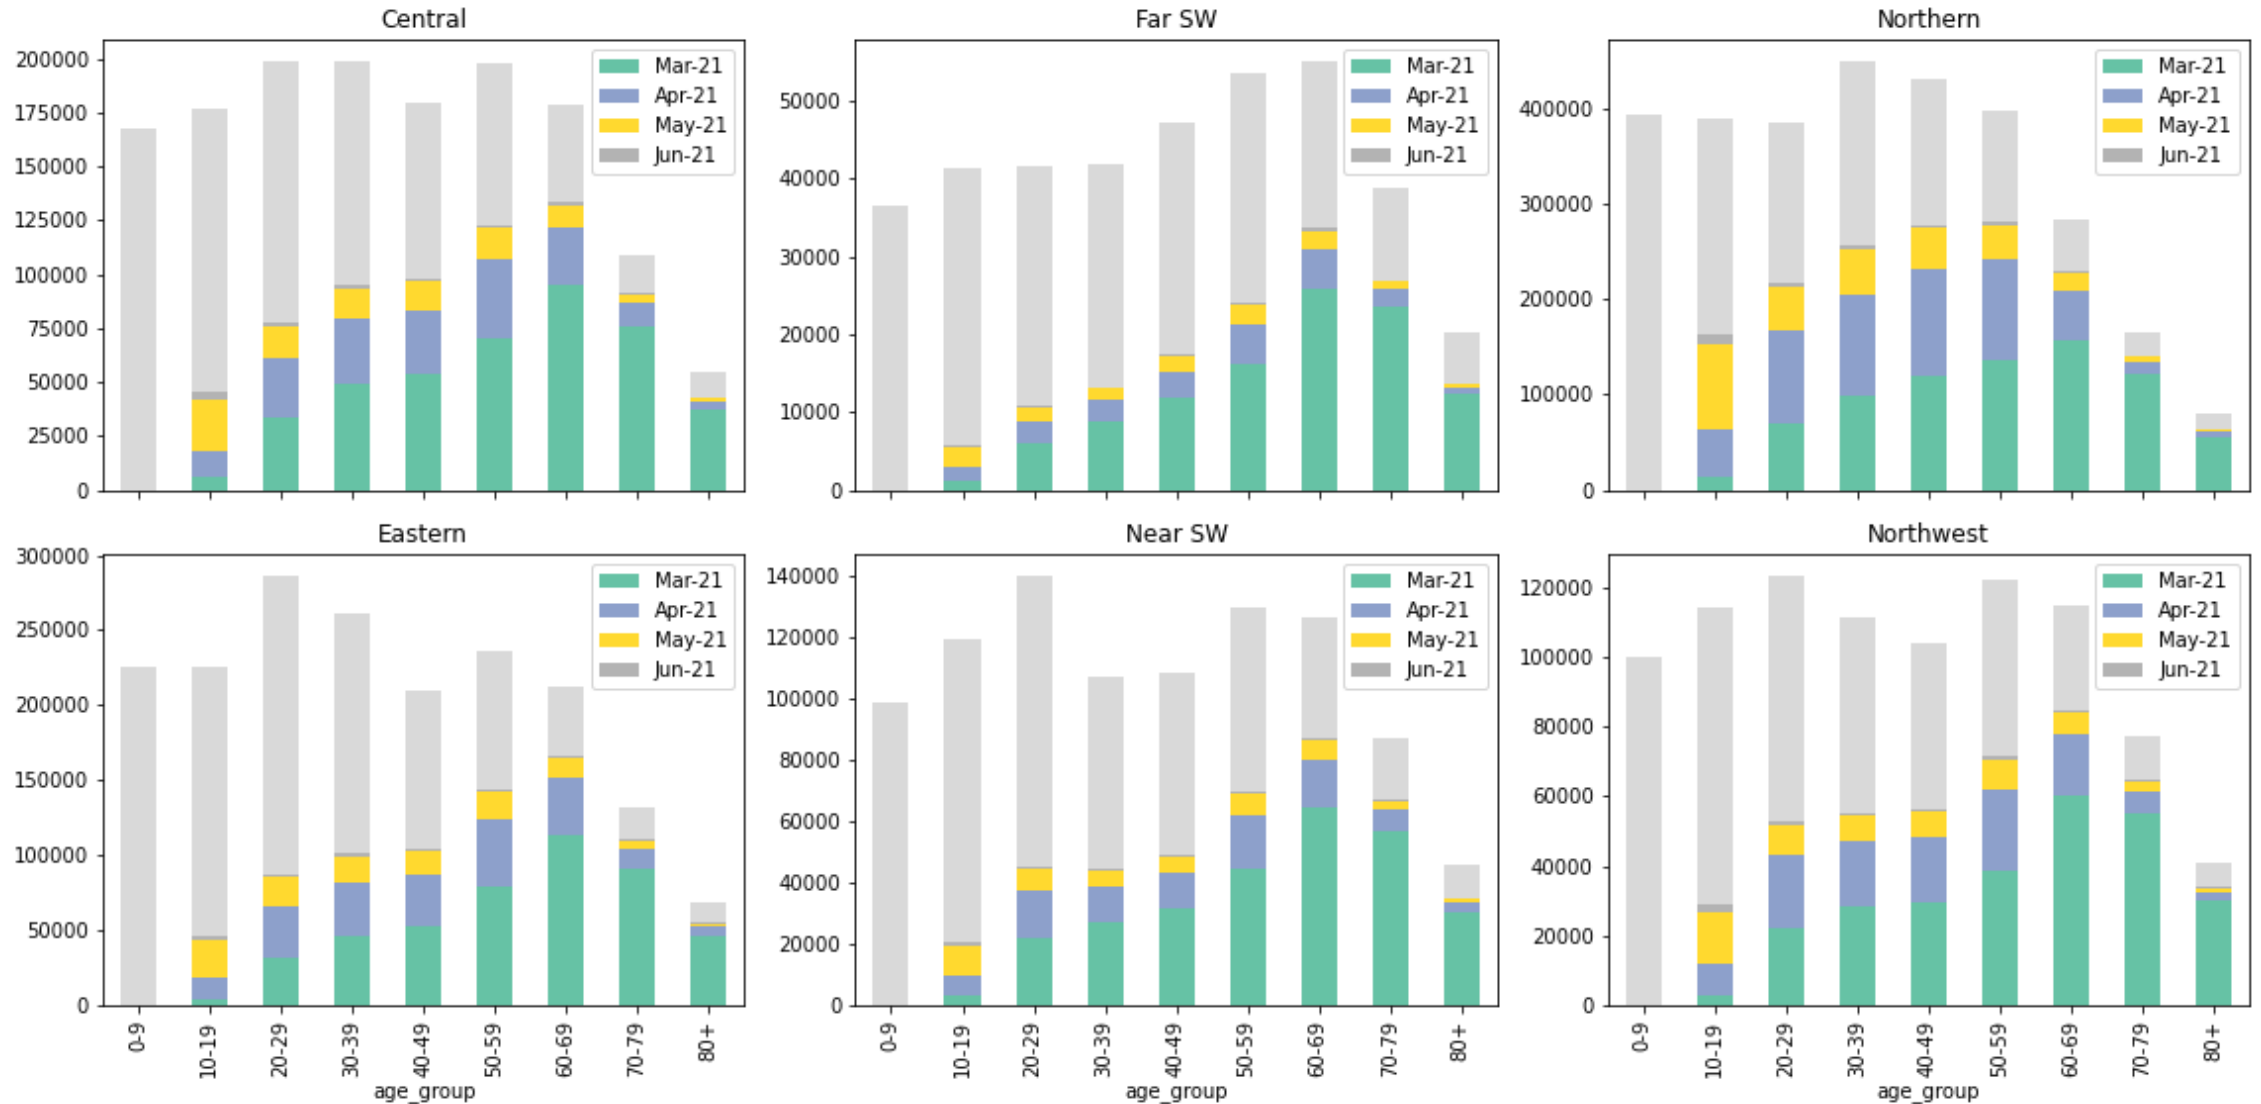 Central
200000
175000
150000
125000
100000
75000
50000
25000
0
Mar-21
Apr-21
May-21
Jun-21
Far SW
50000
40000
30000
20000
10000
0
Mar-21
Apr-21
May-21
Jun-21
Northern
400000
300000
200000
100000
0
Mar-21
Apr-21
May-21
Jun-21
Eastern
300000
250000
200000
150000
100000
50000
0
Mar-21
Apr-21
May-21
Jun-21
0-9
10-19
20-29
30-39
40-49
50-59
60-69
70-79
80+
age_group
Near SW
140000
120000
100000
80000
60000
40000
20000
0
Mar-21
Apr-21
May-21
Jun-21
0-9
10-19
20-29
30-39
40-49
50-59
60-69
70-79
80+
age_group
Northwest
120000
100000
80000
60000
40000
20000
0
Mar-21
Apr-21
May-21
Jun-21
0-9
10-19
20-29
30-39
40-49
50-59
60-69
70-79
80+
age_group